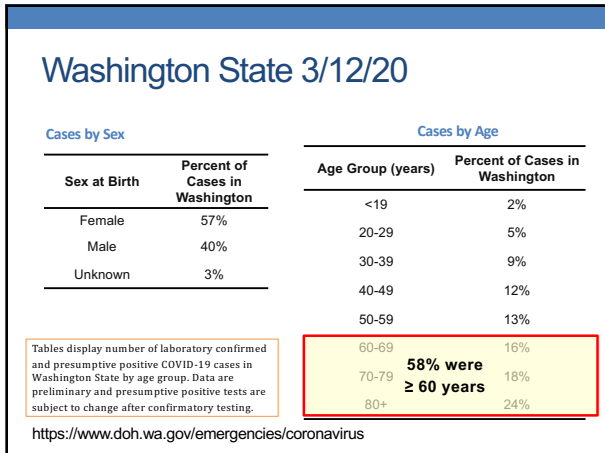 Washington State 3/12/20
Cases by Sex
Sex at Birth
Percent of
Cases in
Washington
Female 57%
Male 40%
Unknown 3%
Tables display number of laboratory confirmed
and presumptive positive COVID-19 cases in
Washington State by age group. Data are
preliminary and presumptive positive tests are
subject to change after confirmatory testing.
Cases by Age
Age Group (years)
Percent of Cases in
Washington
<19 2%
20-29 5%
30-39 9%
40-49 12%
50-59 13%
60-69 16%
70-79 18%
80+ 24%
58% were
≥ 60 years
https://www.doh.wa.gov/emergencies/coronavirus